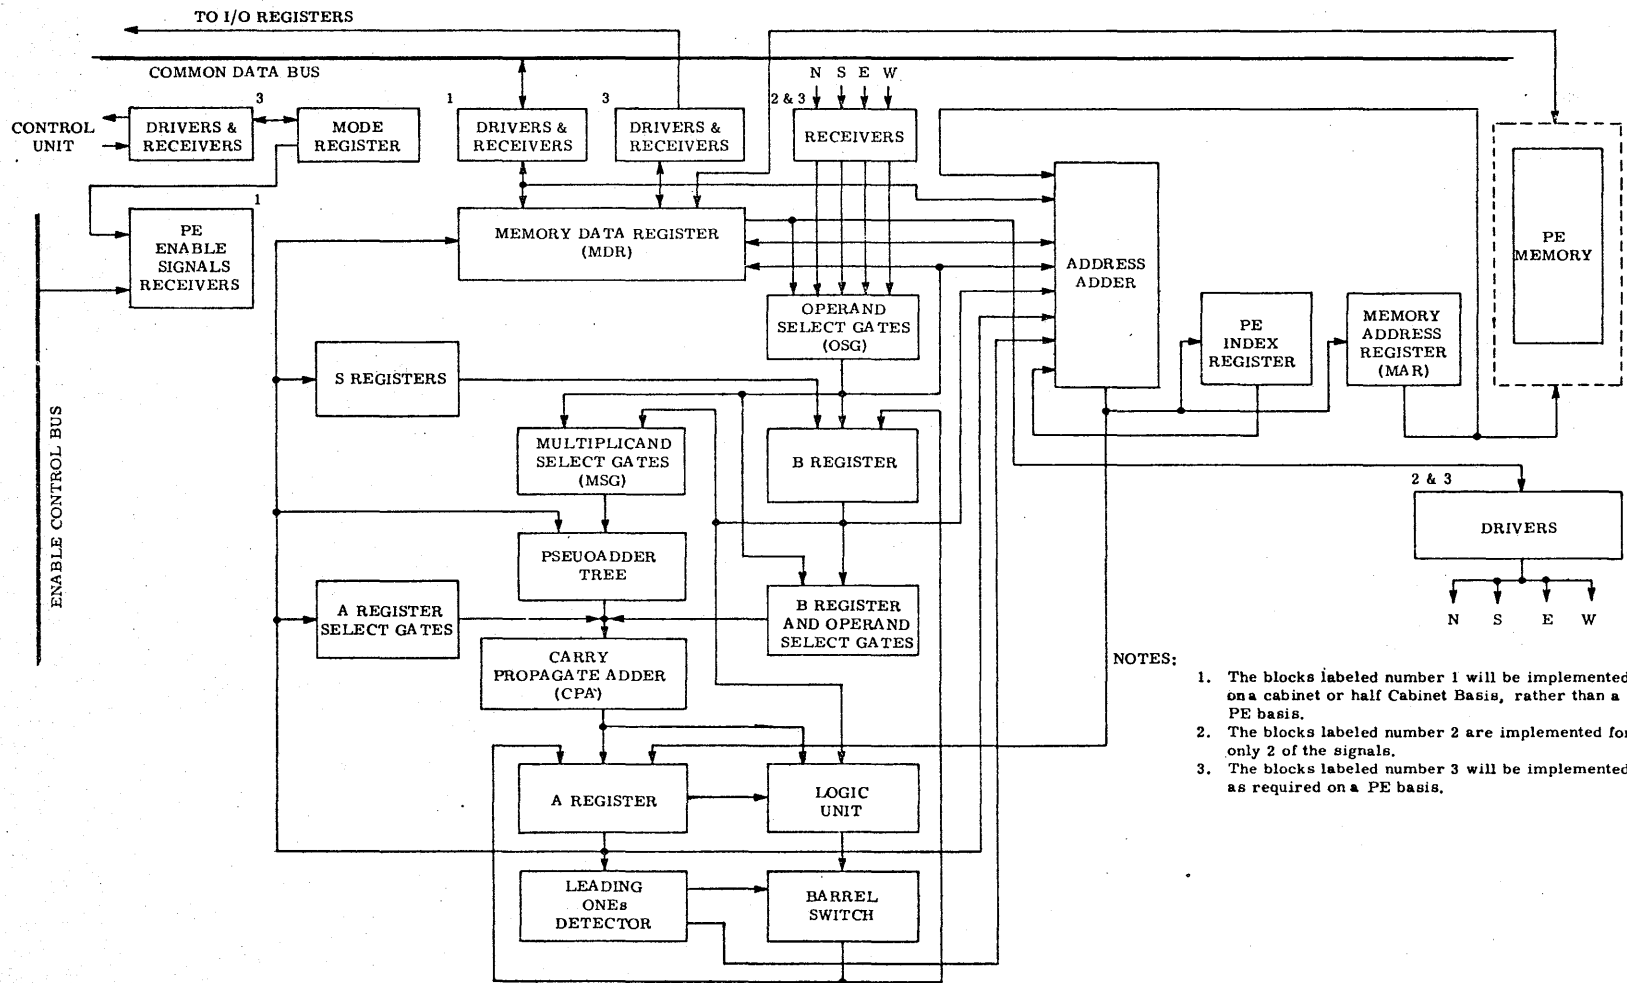 TO I/O REGISTERS
COMMON DATA BUS
N S E W
3
1
3
2 & 3
CONTROL
UNIT
DRIVERS &
RECEIVERS
MODE
REGISTER
DRIVERS &
RECEIVERS
DRIVERS &
RECEIVERS
RECEIVERS
1
PE
ENABLE
SIGNALS
RECEIVERS
MEMORY DATA REGISTER
(MDR)
ADDRESS
ADDER
PE
MEMORY
OPERAND
SELECT GATES
(OSG)
PE
INDEX
REGISTER
MEMORY
ADDRESS
REGISTER
(MAR)
S REGISTERS
ENABLE CONTROL BUS
MULTIPLICAND
SELECT GATES
(MSG)
B REGISTER
2 & 3
DRIVERS
N S E W
PSEUOADDER
TREE
A REGISTER
SELECT GATES
B REGISTER
AND OPERAND
SELECT GATES
CARRY
PROPAGATE ADDER
(CPA)
A REGISTER
LOGIC
UNIT
LEADING
ONEs
DETECTOR
BARREL
SWITCH
NOTES:
1. The blocks labeled number 1 will be implemented
on a cabinet or half Cabinet Basis, rather than a
PE basis.
2. The blocks labeled number 2 are implemented for
only 2 of the signals.
3. The blocks labeled number 3 will be implemented
as required on a PE basis.